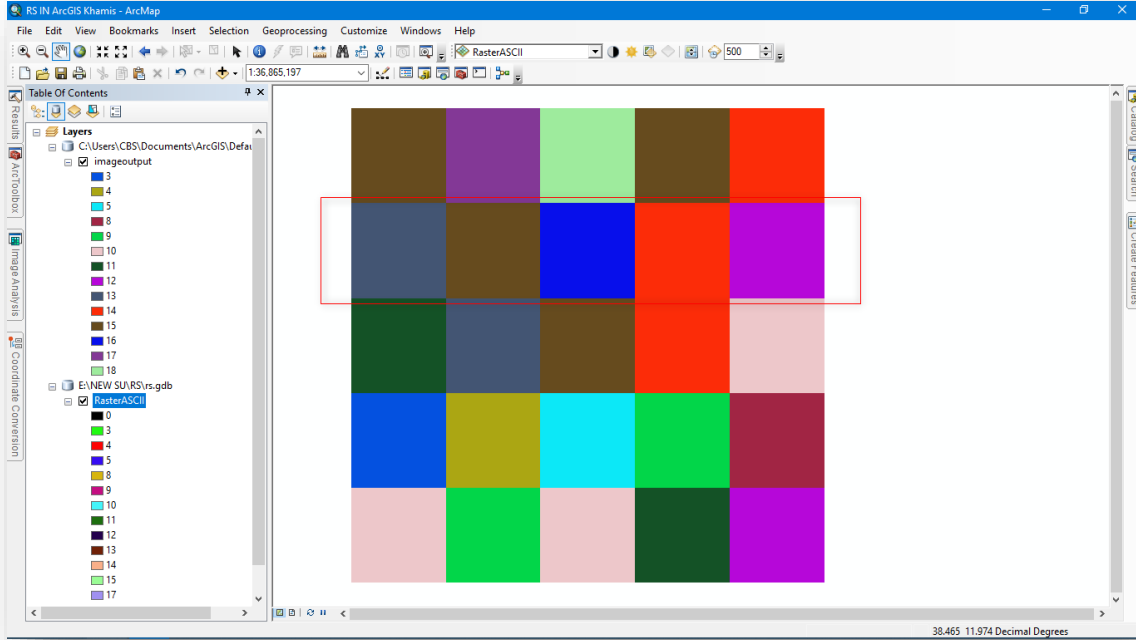 RS IN ArcGIS Khamis - ArcMap
File Edit View Bookmarks Insert Selection Geoprocessing Customize Windows Help
RasterASCII 500
1:36,865,197
Table Of Contents
Results
ArcToolbox
Image Analysis
Coordinate Conversion
Layers
C:\Users\CBS\Documents\ArcGIS\Defau
imageoutput
3
4
5
8
9
10
11
12
13
14
15
16
17
18
E:\NEW SU\RS\rs.gdb
RasterASCII
0
3
4
5
8
9
10
11
12
13
14
15
17
Catalog
Search
Create Features
38.465 11.974 Decimal Degrees